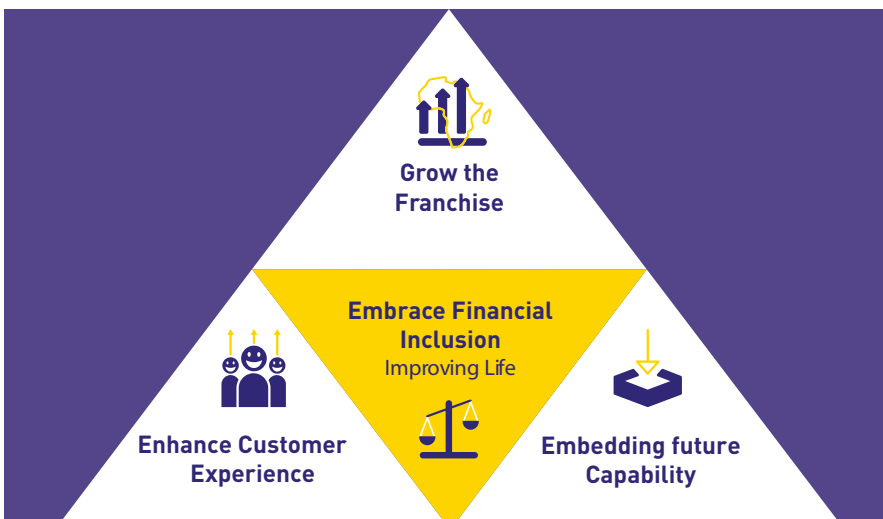 Grow the
Franchise
Embrace Financial
Inclusion
Improving Life
Enhance Customer
Experience
Embedding future
Capability